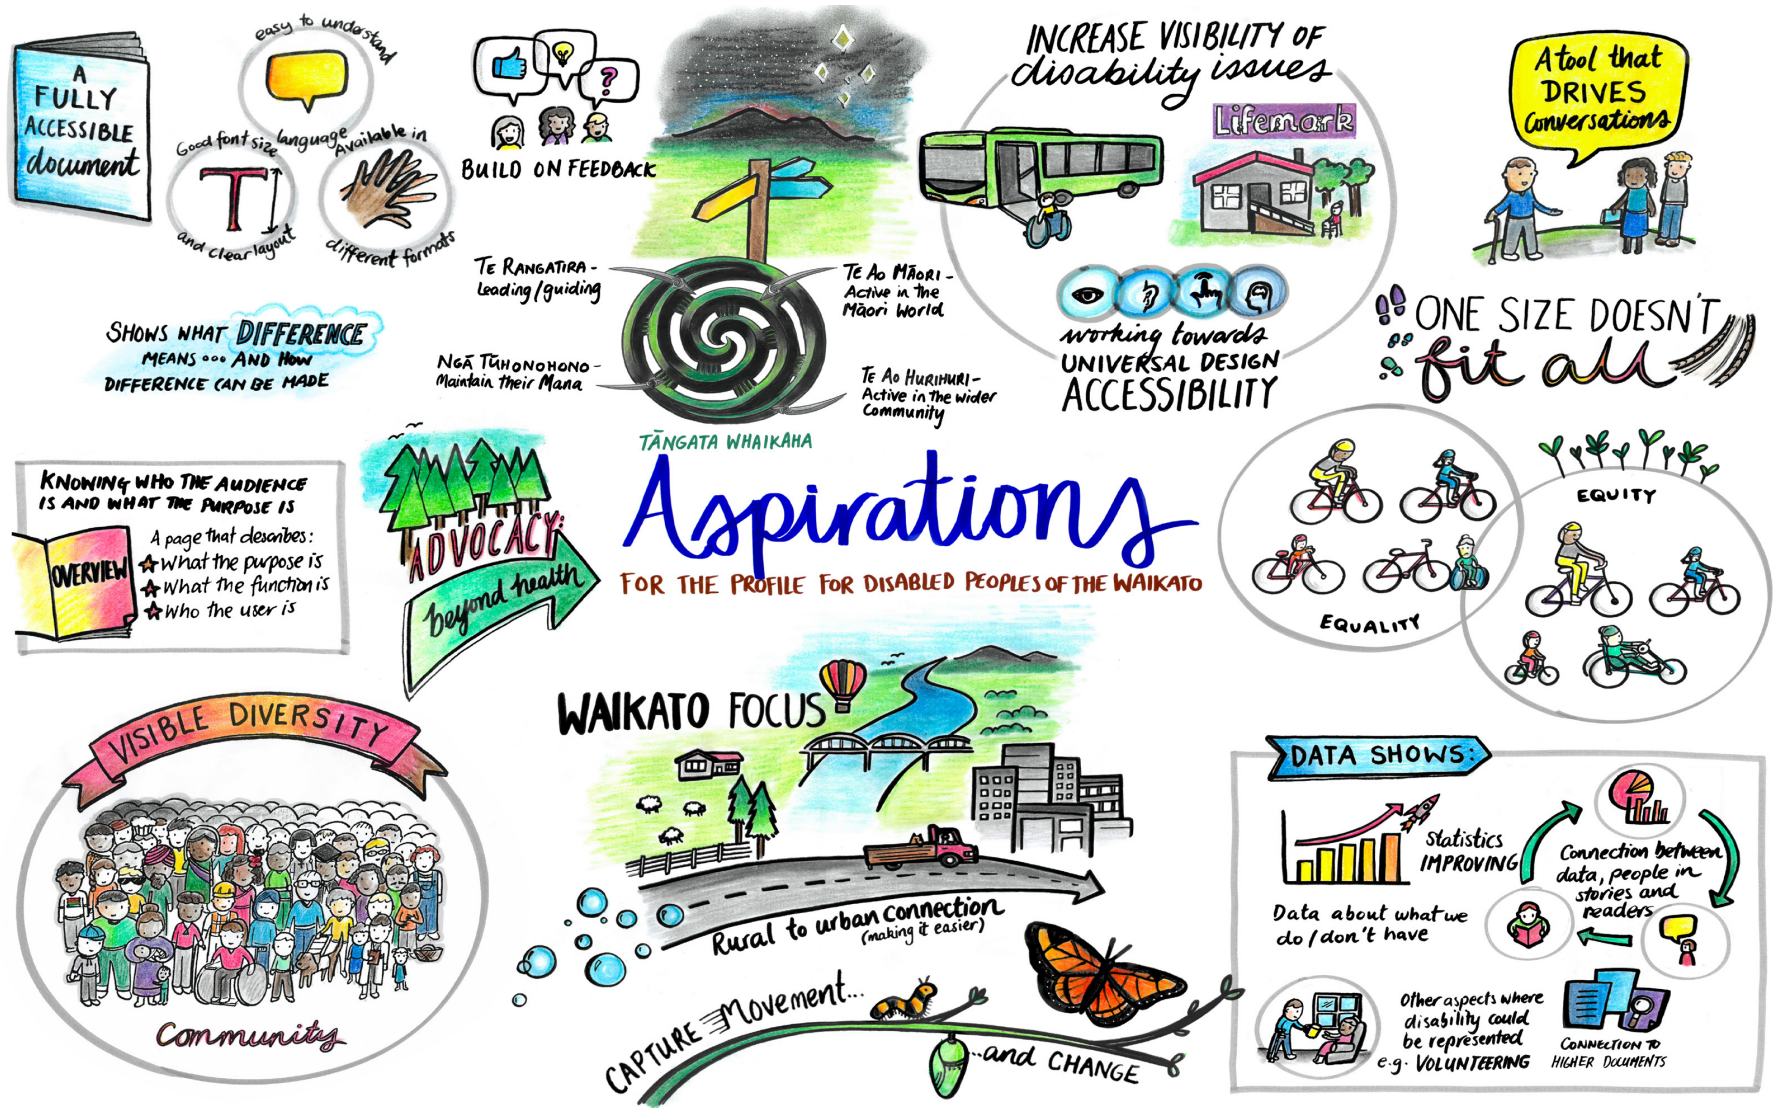 A
FULLY
ACCESSIBLE
document
easy to understand
language
Good font size
and clear layout
Available in
different formats
?
BUILD ON FEEDBACK
SHOWS WHAT DIFFERENCE
MEANS... AND HOW
DIFFERENCE CAN BE MADE
TE RANGATIRA -
Leading/guiding
TE AO MĀORI -
Active in the
Māori World
NGĀ TŪHONOHONO -
Maintain their Mana
TE AO HURIHURI -
Active in the wider
Community
INCREASE VISIBILITY OF
disability issues
Lifemark
working towards
UNIVERSAL DESIGN
ACCESSIBILITY
A tool that
DRIVES
Conversations
ONE SIZE DOESN'T
fit all
KNOWING WHO THE AUDIENCE
IS AND WHAT THE PURPOSE IS
OVERVIEW
A page that describes:
What the purpose is
What the function is
Who the user is
ADVOCACY:
beyond health
TĀNGATA WHAIKAHA
Aspirations
FOR THE PROFILE FOR DISABLED PEOPLES OF THE WAIKATO
EQUALITY
EQUITY
VISIBLE DIVERSITY
Community
WAIKATO FOCUS
Rural to urban connection
(making it easier)
CAPTURE Movement...
...and CHANGE
DATA SHOWS:
Statistics
IMPROVING
Connection between
data, people in
stories and
readers
Data about what we
do/don't have
Other aspects where
disability could
be represented
e.g. VOLUNTEERING
CONNECTION TO
HIGHER DOCUMENTS